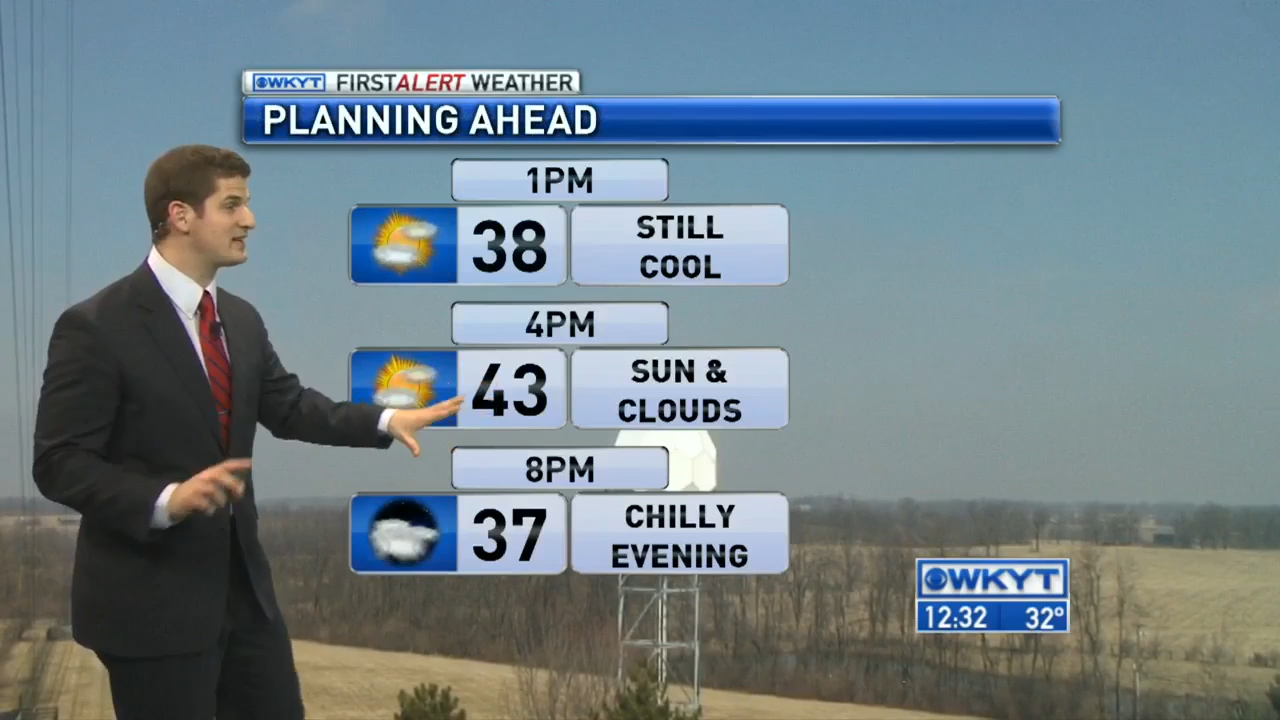 WKYT FIRSTALERT WEATHER
PLANNING AHEAD
1PM
38
STILL
COOL
4PM
43
SUN &
CLOUDS
8PM
37
CHILLY
EVENING
WKYT
12:32 32°